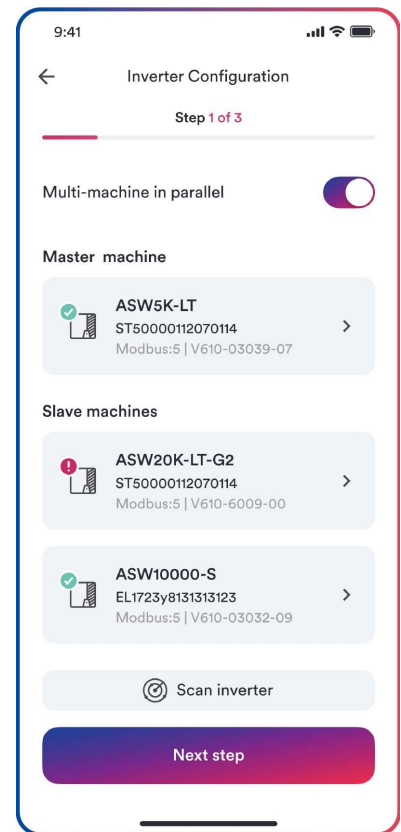 9:41
Inverter Configuration
Step 1 of 3
Multi-machine in parallel
Master machine
ASW5K-LT
ST50000112070114
Modbus:5 | V610-03039-07
Slave machines
ASW20K-LT-G2
ST50000112070114
Modbus:5 | V610-6009-00
ASW10000-S
EL1723y8131313123
Modbus:5 | V610-03032-09
Scan inverter
Next step